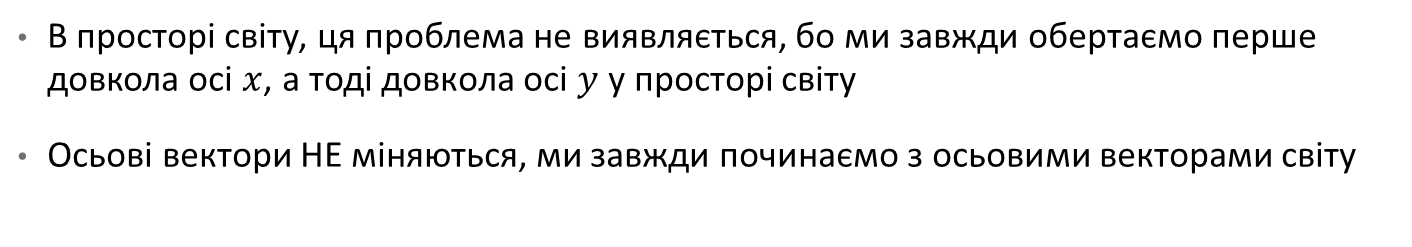 • В просторі світу, ця проблема не виявляється, бо ми завжди обертаємо перше
довкола осі x, а тоді довкола осі y у просторі світу
• Осьові вектори НЕ міняються, ми завжди починаємо з осьовими векторами світу